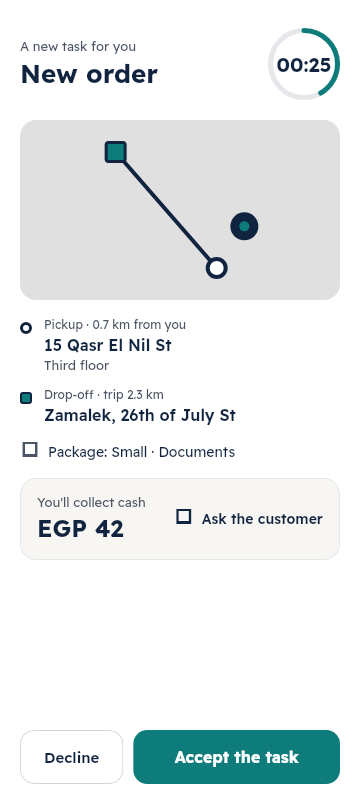 A new task for you
New order
00:25
Pickup · 0.7 km from you
15 Qasr El Nil St
Third floor
Drop-off · trip 2.3 km
Zamalek, 26th of July St
Package: Small · Documents
You'll collect cash
EGP 42
Ask the customer
Decline
Accept the task